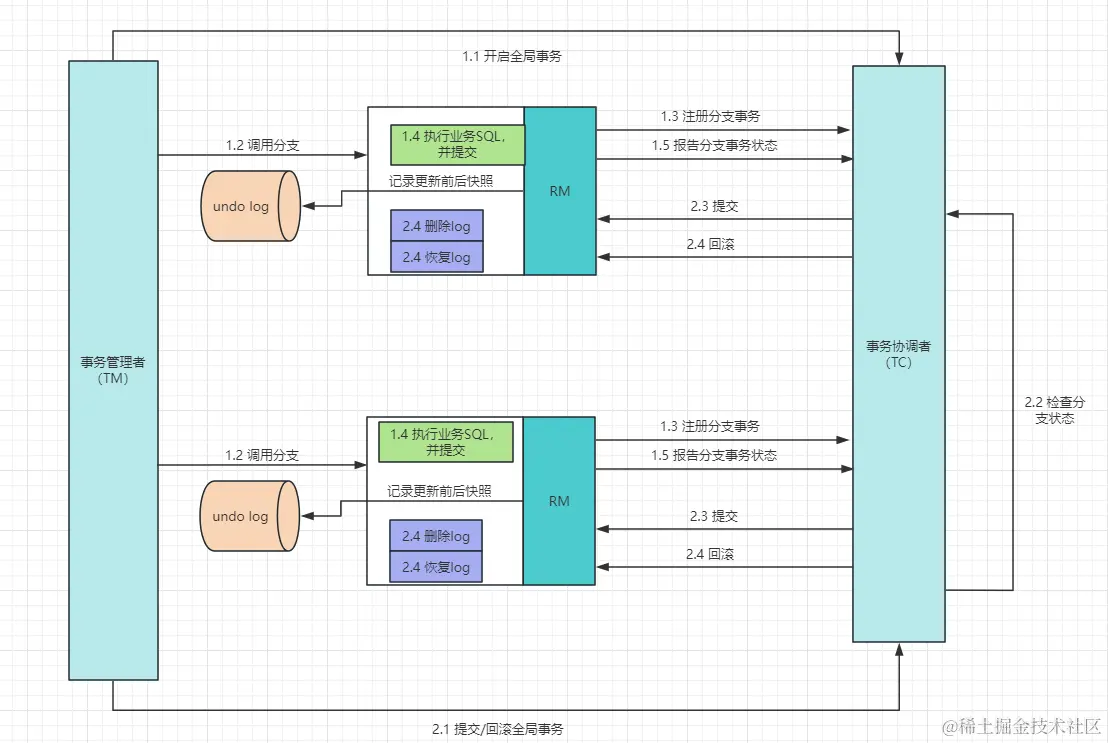 1.1 开启全局事务
1.4 执行业务SQL，
并提交
1.3 注册分支事务
1.2 调用分支
1.5 报告分支事务状态
记录更新前后快照
RM
undo log
2.3 提交
2.4 删除log
2.4 回滚
2.4 恢复log
事务管理者
（TM）
事务协调者
（TC）
2.2 检查分
支状态
1.4 执行业务SQL，
并提交
1.3 注册分支事务
1.2 调用分支
1.5 报告分支事务状态
记录更新前后快照
RM
undo log
2.3 提交
2.4 删除log
2.4 回滚
2.4 恢复log
2.1 提交/回滚全局事务
@稀土掘金技术社区